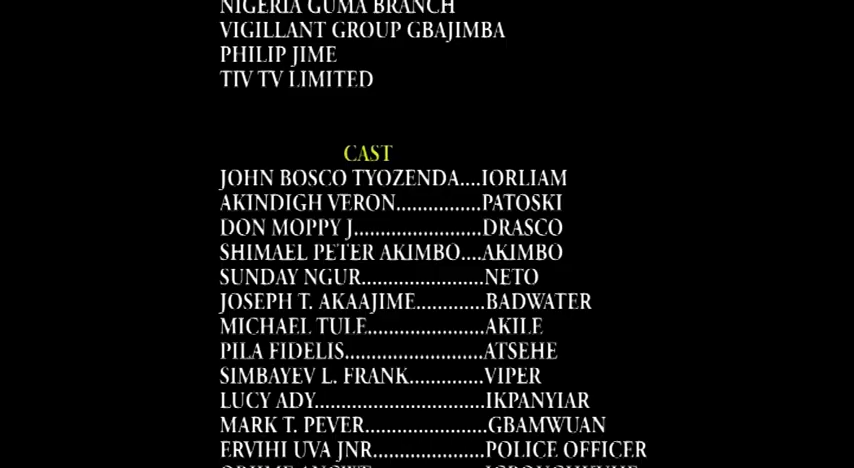 NIGERIA GUMA BRANCH
VIGILLANT GROUP GBAJIMBA
PHILIP JIME
TIV TV LIMITED
CAST
JOHN BOSCO TYOZENDA....IORLIAM
AKINDIGH VERON................PATOSKI
DON MOPPY J........................DRASCO
SHIMAEL PETER AKIMBO....AKIMBO
SUNDAY NGUR.......................NETO
JOSEPH T. AKAAJIME.............BADWATER
MICHAEL TULE......................AKILE
PILA FIDELIS..........................ATSEHE
SIMBAYEV L. FRANK..............VIPER
LUCY ADY................................IKPANYIAR
MARK T. PEVER.......................GBAMWUAN
ERVIHI UVA JNR.....................POLICE OFFICER